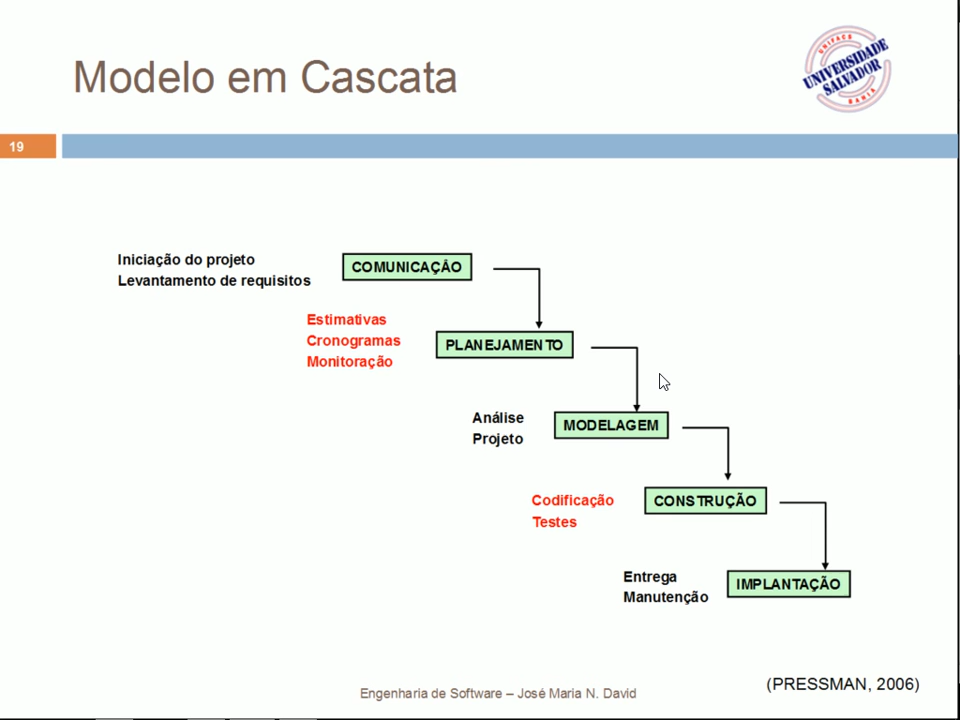 Modelo em Cascata
UNIFACS
UNIVERSIDADE
SALVADOR
BAHIA
19
Iniciação do projeto
Levantamento de requisitos
COMUNICAÇÃO
Estimativas
Cronogramas
Monitoração
PLANEJAMENTO
Análise
Projeto
MODELAGEM
Codificação
Testes
CONSTRUÇÃO
Entrega
Manutenção
IMPLANTAÇÃO
Engenharia de Software – José Maria N. David
(PRESSMAN, 2006)